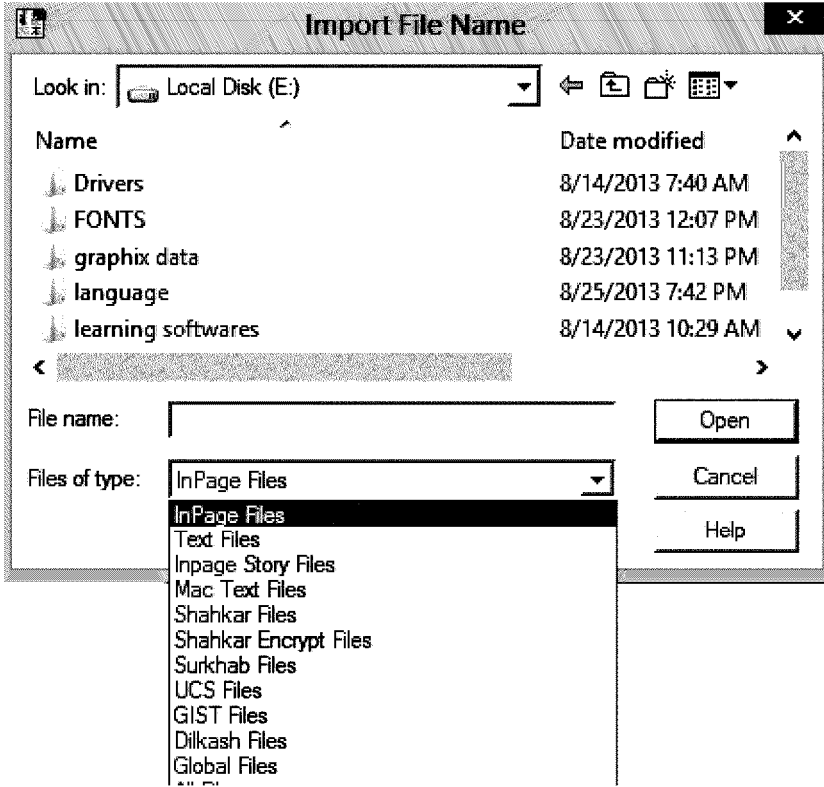 Import File Name
Look in: Local Disk (E:)
Name Date modified
Drivers 8/14/2013 7:40 AM
FONTS 8/23/2013 12:07 PM
graphix data 8/23/2013 11:13 PM
language 8/25/2013 7:42 PM
learning softwares 8/14/2013 10:29 AM
File name: Open
Files of type: InPage Files Cancel
InPage Files
Help
Text Files
Inpage Story Files
Mac Text Files
Shahkar Files
Shahkar Encrypt Files
Surkhab Files
UCS Files
GIST Files
Dilkash Files
Global Files